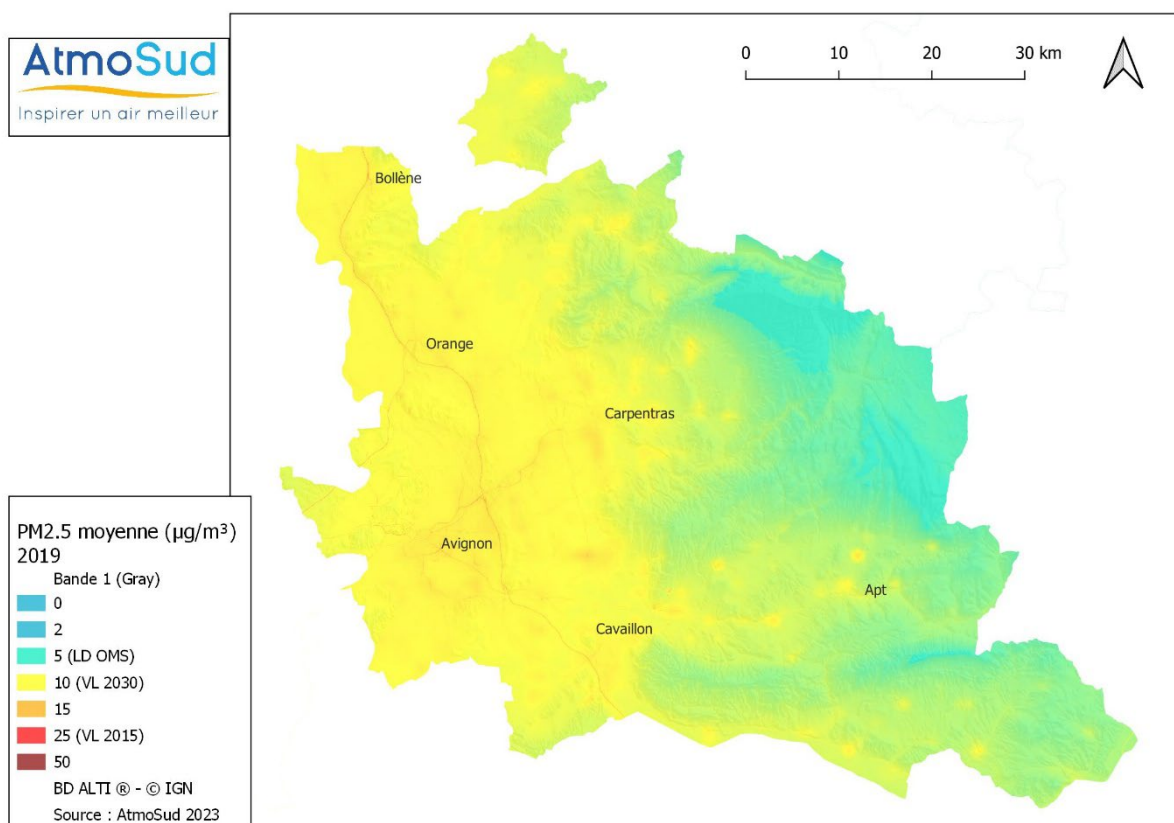 AtmoSud
Inspirer un air meilleur
0 10 20 30 km
Bollène
Orange
Carpentras
Avignon
Apt
Cavaillon
PM2.5 moyenne (µg/m³)
2019
Bande 1 (Gray)
0
2
5 (LD OMS)
10 (VL 2030)
15
25 (VL 2015)
50
BD ALTI ® - © IGN
Source : AtmoSud 2023